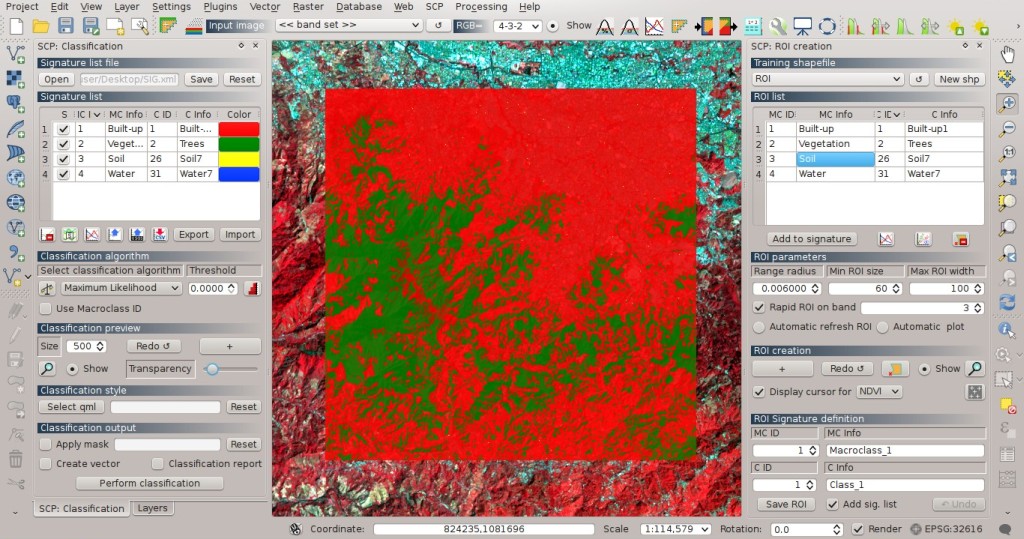 Project Edit View Layer Settings Plugins Vector Raster Database Web SCP Processing Help
Input image << band set >> ↺ RGB= 4-3-2 Show
SCP: Classification
Signature list file
Open ser/Desktop/SIG.xml Save Reset
Signature list
S MC Info C ID C Info Color
1 1 Built-up 1 Built-...
2 2 Veget... 2 Trees
3 3 Soil 26 Soil7
4 4 Water 31 Water7
Export Import
Classification algorithm
Select classification algorithm Threshold
Maximum Likelihood 0.0000
Use Macroclass ID
Classification preview
Size 500 Redo ↺ +
Show Transparency
Classification style
Select qml Reset
Classification output
Apply mask Reset
Create vector Classification report
Perform classification
SCP: Classification Layers
SCP: ROI creation
Training shapefile
ROI ↺ New shp
ROI list
MC ID MC Info C Info
1 1 Built-up 1 Built-up1
2 2 Vegetation 2 Trees
3 3 Soil 26 Soil7
4 4 Water 31 Water7
Add to signature
ROI parameters
Range radius Min ROI size Max ROI width
0.006000 60 100
Rapid ROI on band 3
Automatic refresh ROI Automatic plot
ROI creation
+ Redo ↺ Show
Display cursor for NDVI
ROI Signature definition
MC ID MC Info
1 Macroclass_1
C ID C Info
1 Class_1
Save ROI Add sig. list Undo
Coordinate: 824235,1081696 Scale 1:114,579 Rotation: 0.0 Render EPSG:32616